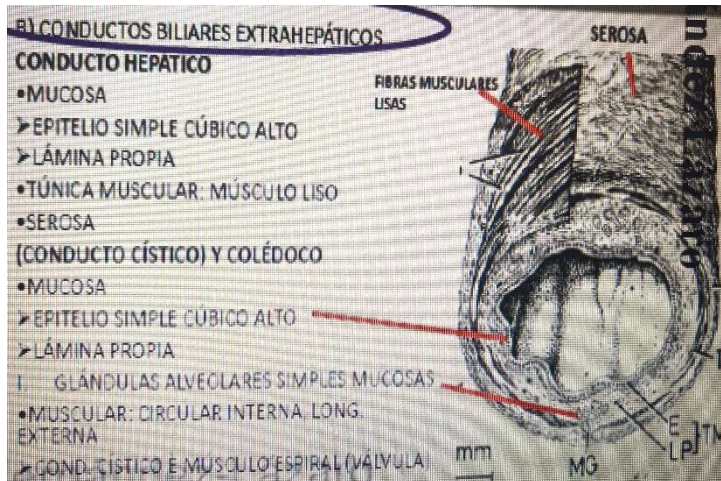 B) CONDUCTOS BILIARES EXTRAHEPÁTICOS
CONDUCTO HEPÁTICO
•MUCOSA
➤EPITELIO SIMPLE CÚBICO ALTO
➤LÁMINA PROPIA
•TÚNICA MUSCULAR: MÚSCULO LISO
•SEROSA
(CONDUCTO CÍSTICO) Y COLÉDOCO
•MUCOSA
➤EPITELIO SIMPLE CÚBICO ALTO
➤LÁMINA PROPIA
I. GLÁNDULAS ALVEOLARES SIMPLES MUCOSAS
•MUSCULAR: CIRCULAR INTERNA, LONG.
EXTERNA
➤COND. CÍSTICO E MUSCULO ESPIRAL (VÁLVULA)
SEROSA
FIBRAS MUSCULARES
LISAS
E
LP
TM
mm
MG